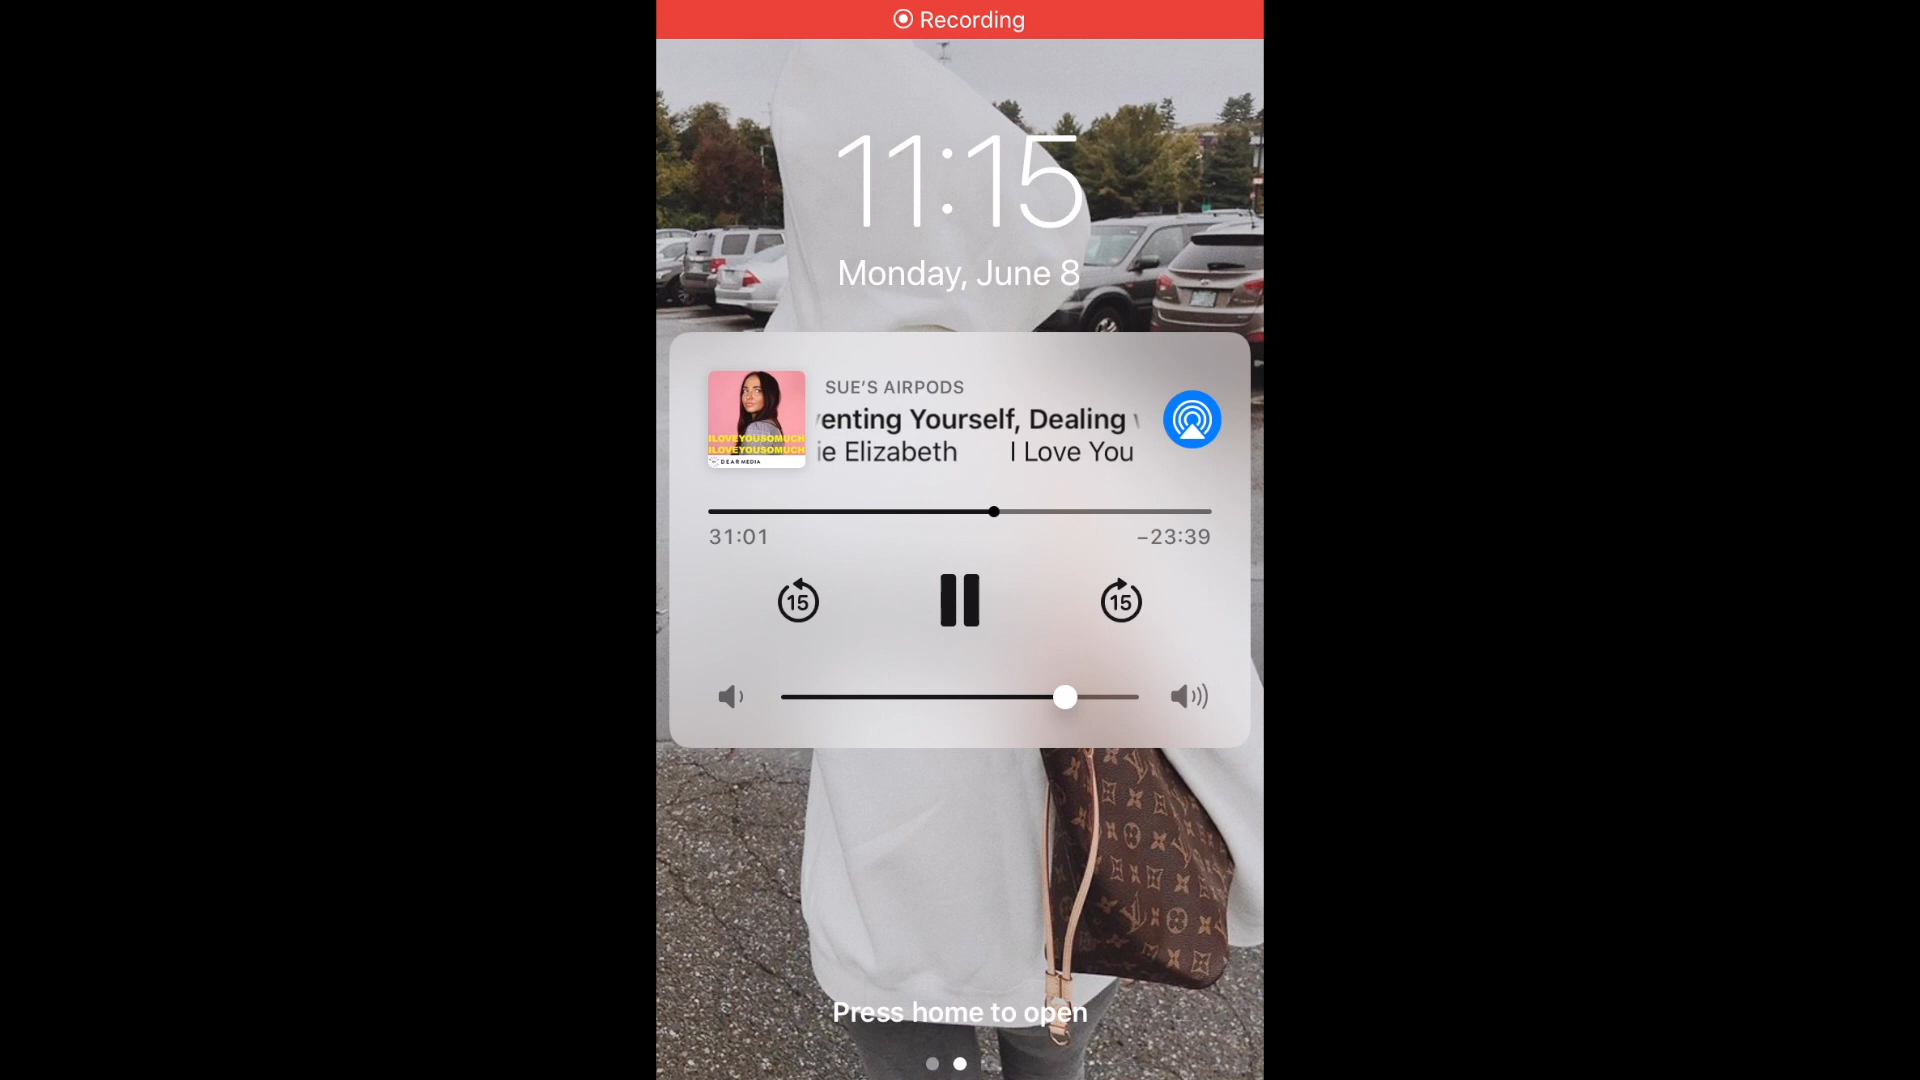 Recording
11:15
Monday, June 8
SUE'S AIRPODS
venting Yourself, Dealing
ie Elizabeth I Love You
ILOVEYOUSOMUCH
ILOVEYOUSOMUCH
DEAR MEDIA
31:01
−23:39
15
15
Press home to open